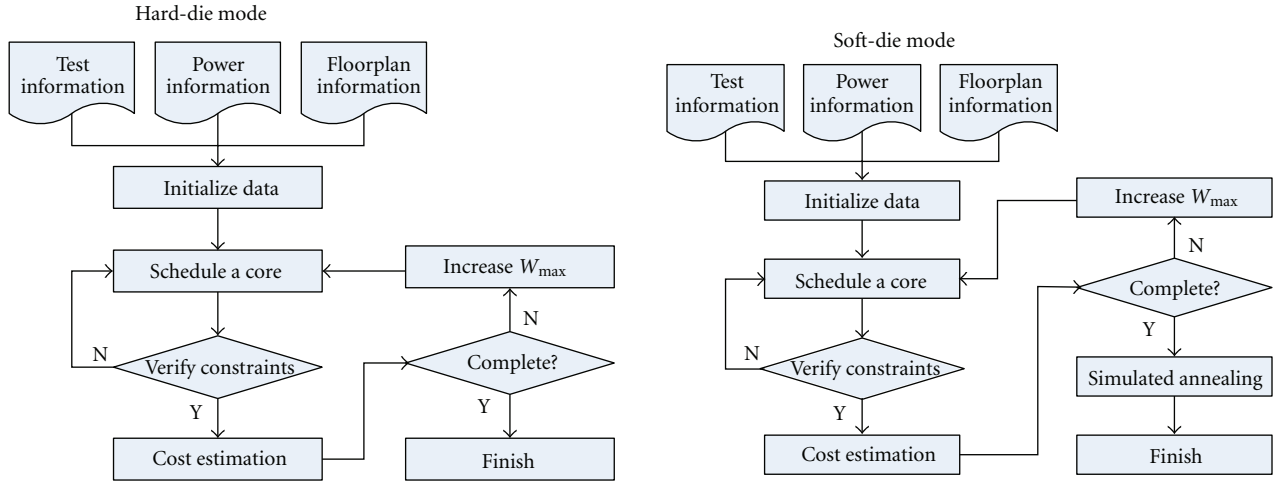 Hard-die mode
Test
information
Power
information
Floorplan
information
Initialize data
Schedule a core
Increase Wmax
N
Verify constraints
N
Complete?
Y
Y
Cost estimation
Finish
Soft-die mode
Test
information
Power
information
Floorplan
information
Initialize data
Increase Wmax
N
Schedule a core
Complete?
Y
N
Verify constraints
Simulated annealing
Y
Cost estimation
Finish